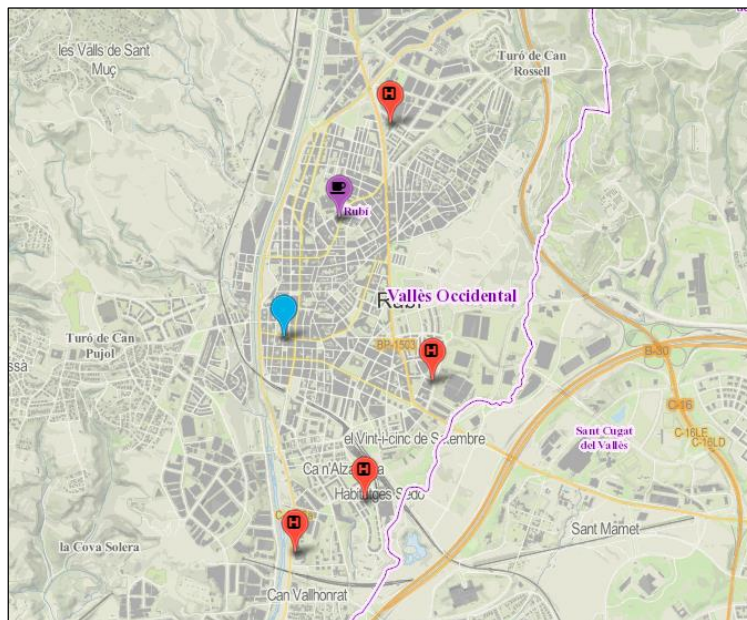 les Valls de Sant
Muç
Turó de Can
Rossell
H
Rubí
Vallès Occidental
Rubí
Turó de Can
Pujol
BP-1503
H
B-30
C-16
C-16LE
C-16LD
Sant Cugat
del Vallès
el Vint-i-cinc de Setembre
H
Habitatges Sedó
H
Sant Mamet
la Cova Solera
Can Vallhonrat